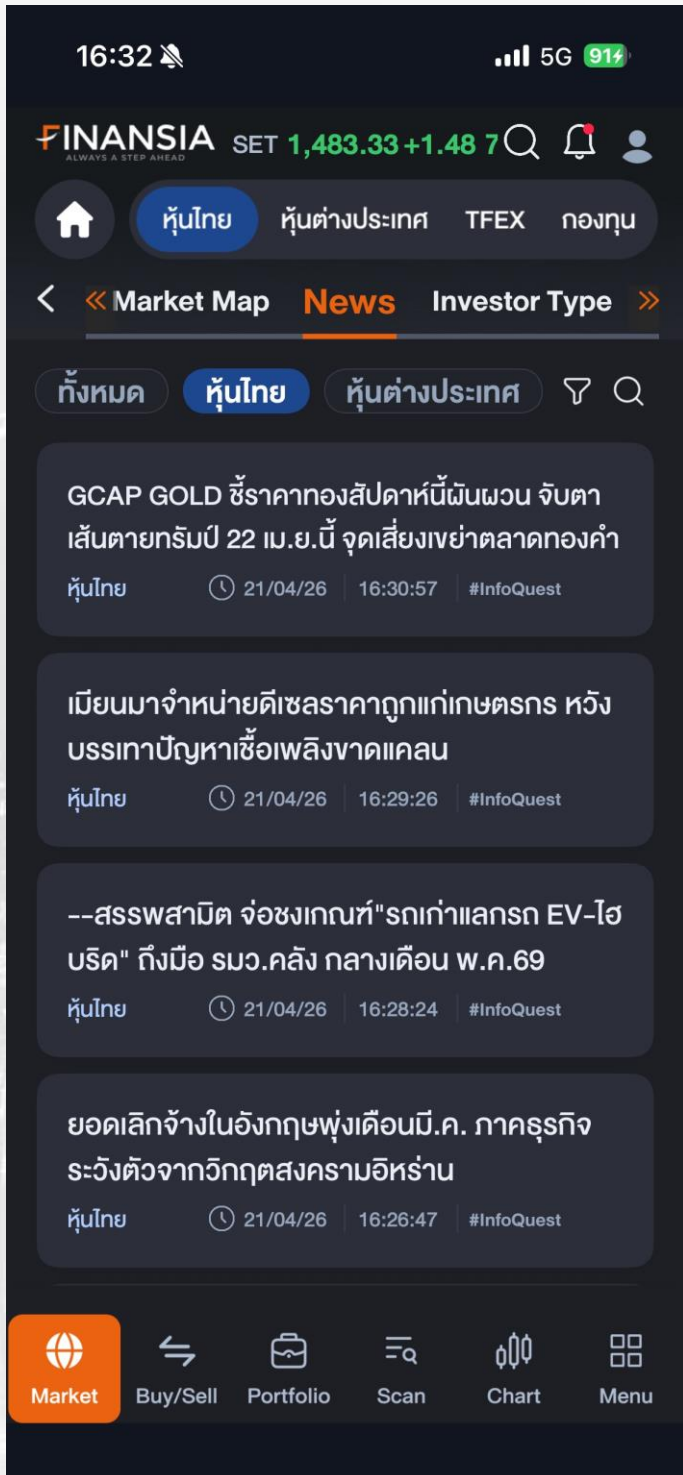 16:32 5G 91
FINANSIA SET 1,483.33 +1.48 7
ALWAYS A STEP AHEAD
หุ้นไทย หุ้นต่างประเทศ TFEX กองทุน
Market Map News Investor Type
ทั้งหมด หุ้นไทย หุ้นต่างประเทศ
GCAP GOLD ชี้ราคาทองสัปดาห์นี้ผันผวน จับตา
เส้นตายทรัมป์ 22 เม.ย.นี้ จุดเสี่ยงเขย่าตลาดทองคำ
หุ้นไทย 21/04/26 16:30:57 #InfoQuest
เมียนมาจำหน่ายดีเซลราคาถูกแก่เกษตรกร หวัง
บรรเทาปัญหาเชื้อเพลิงขาดแคลน
หุ้นไทย 21/04/26 16:29:26 #InfoQuest
--สรรพสามิต จ่อชงเกณฑ์"รถเก่าแลกรถ EV-ไฮ
บริด" ถึงมือ รมว.คลัง กลางเดือน พ.ค.69
หุ้นไทย 21/04/26 16:28:24 #InfoQuest
ยอดเลิกจ้างในอังกฤษพุ่งเดือนมี.ค. ภาคธุรกิจ
ระวังตัวจากวิกฤตสงครามอิหร่าน
หุ้นไทย 21/04/26 16:26:47 #InfoQuest
Market Buy/Sell Portfolio Scan Chart Menu